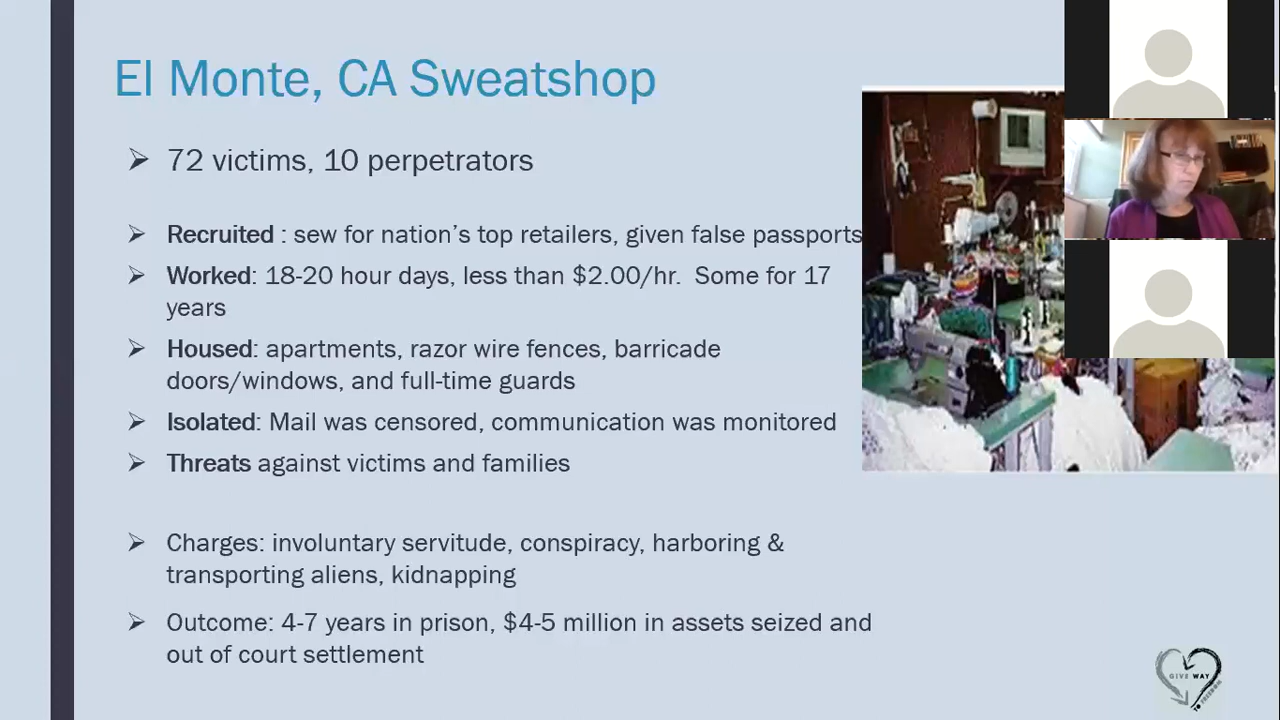 El Monte, CA Sweatshop
72 victims, 10 perpetrators
Recruited : sew for nation's top retailers, given false passports
Worked: 18-20 hour days, less than $2.00/hr.  Some for 17
years
Housed: apartments, razor wire fences, barricade
doors/windows, and full-time guards
Isolated: Mail was censored, communication was monitored
Threats against victims and families
Charges: involuntary servitude, conspiracy, harboring &
transporting aliens, kidnapping
Outcome: 4-7 years in prison, $4-5 million in assets seized and
out of court settlement
GIVE WAY
TO FREEDOM